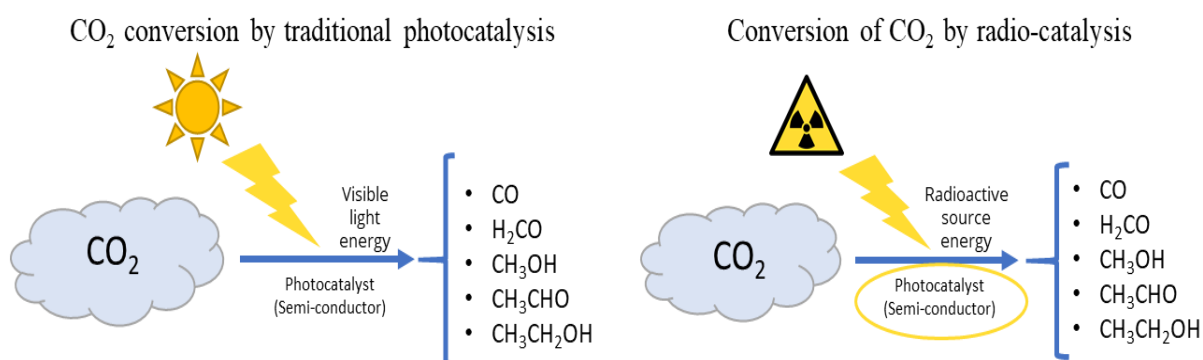 CO₂ conversion by traditional photocatalysis
CO₂
Visible
light
energy
Photocatalyst
(Semi-conductor)
• CO
• H₂CO
• CH₃OH
• CH₃CHO
• CH₃CH₂OH
Conversion of CO₂ by radio-catalysis
CO₂
Radioactive
source
energy
Photocatalyst
(Semi-conductor)
• CO
• H₂CO
• CH₃OH
• CH₃CHO
• CH₃CH₂OH